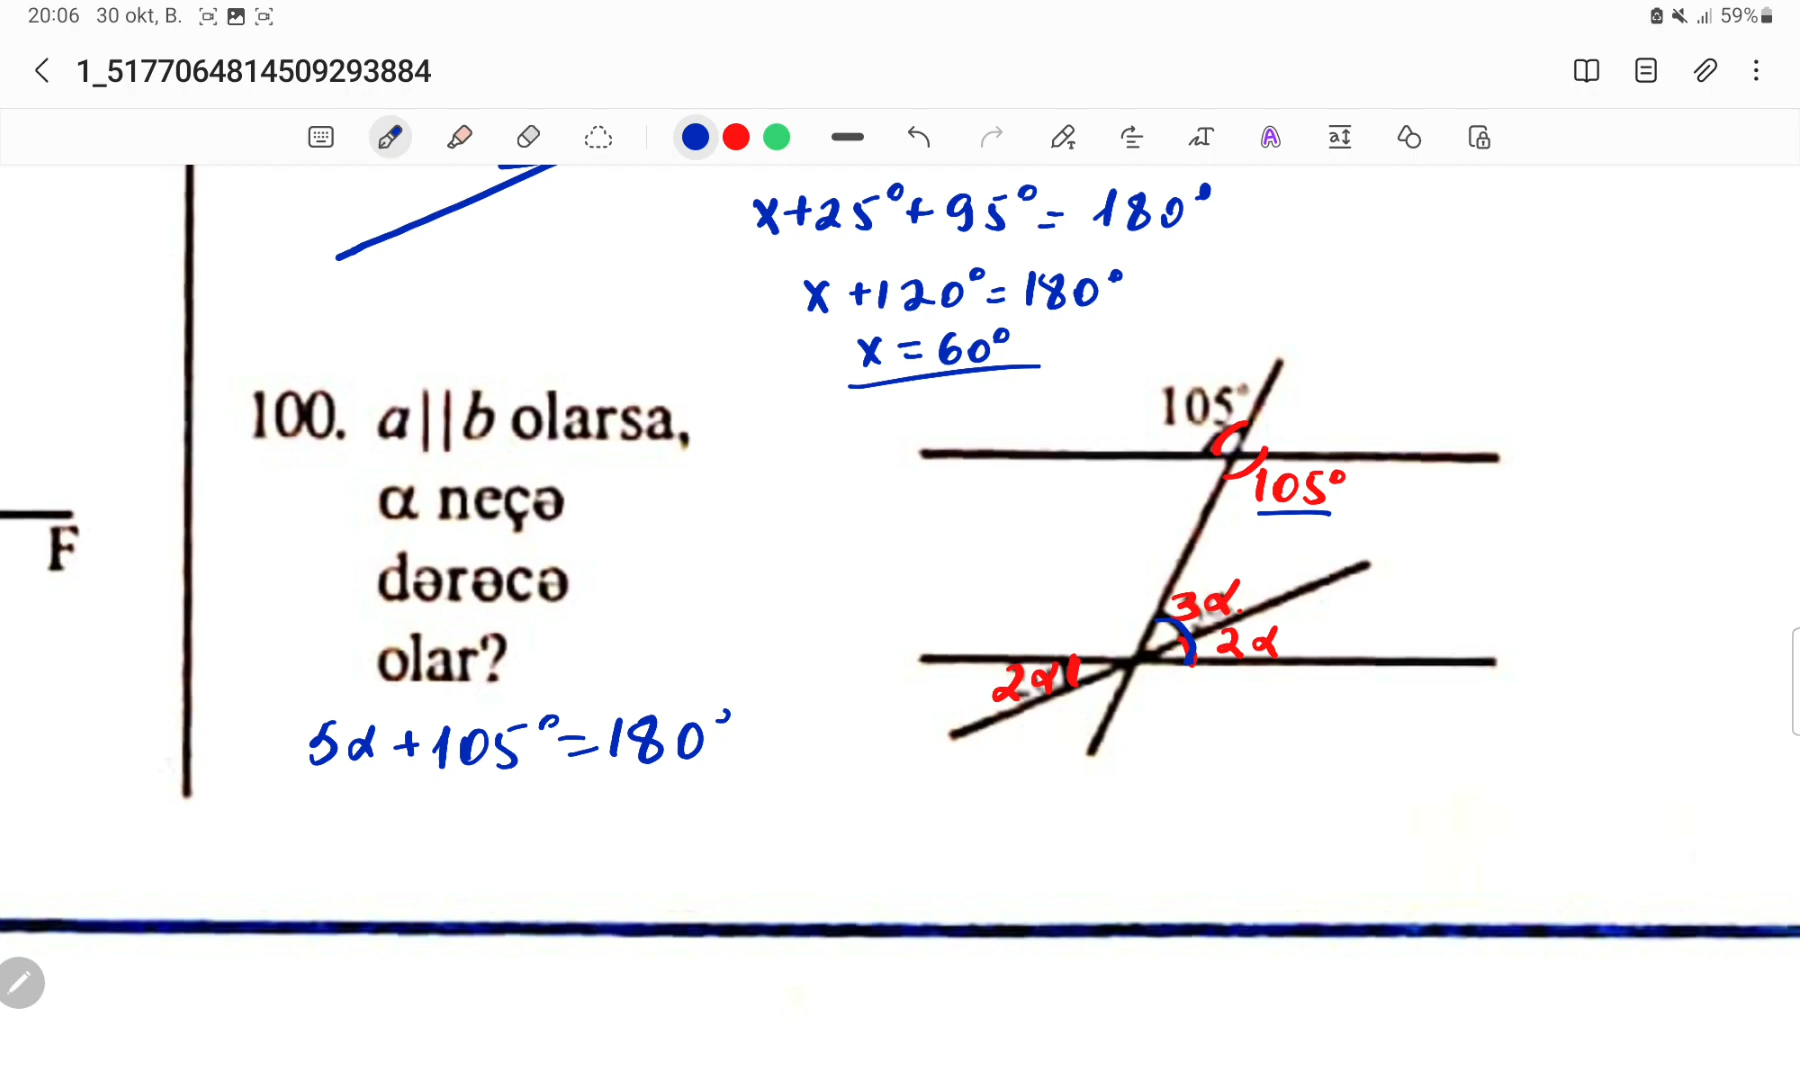 20:06 30 okt, B. 59%
1_5177064814509293884
x+25°+95°=180°
x+120°=180°
x=60°
100. a||b olarsa,
α neçə
dərəcə
olar?
5α+105°=180°
F
105°
105°
3α
2α
2α